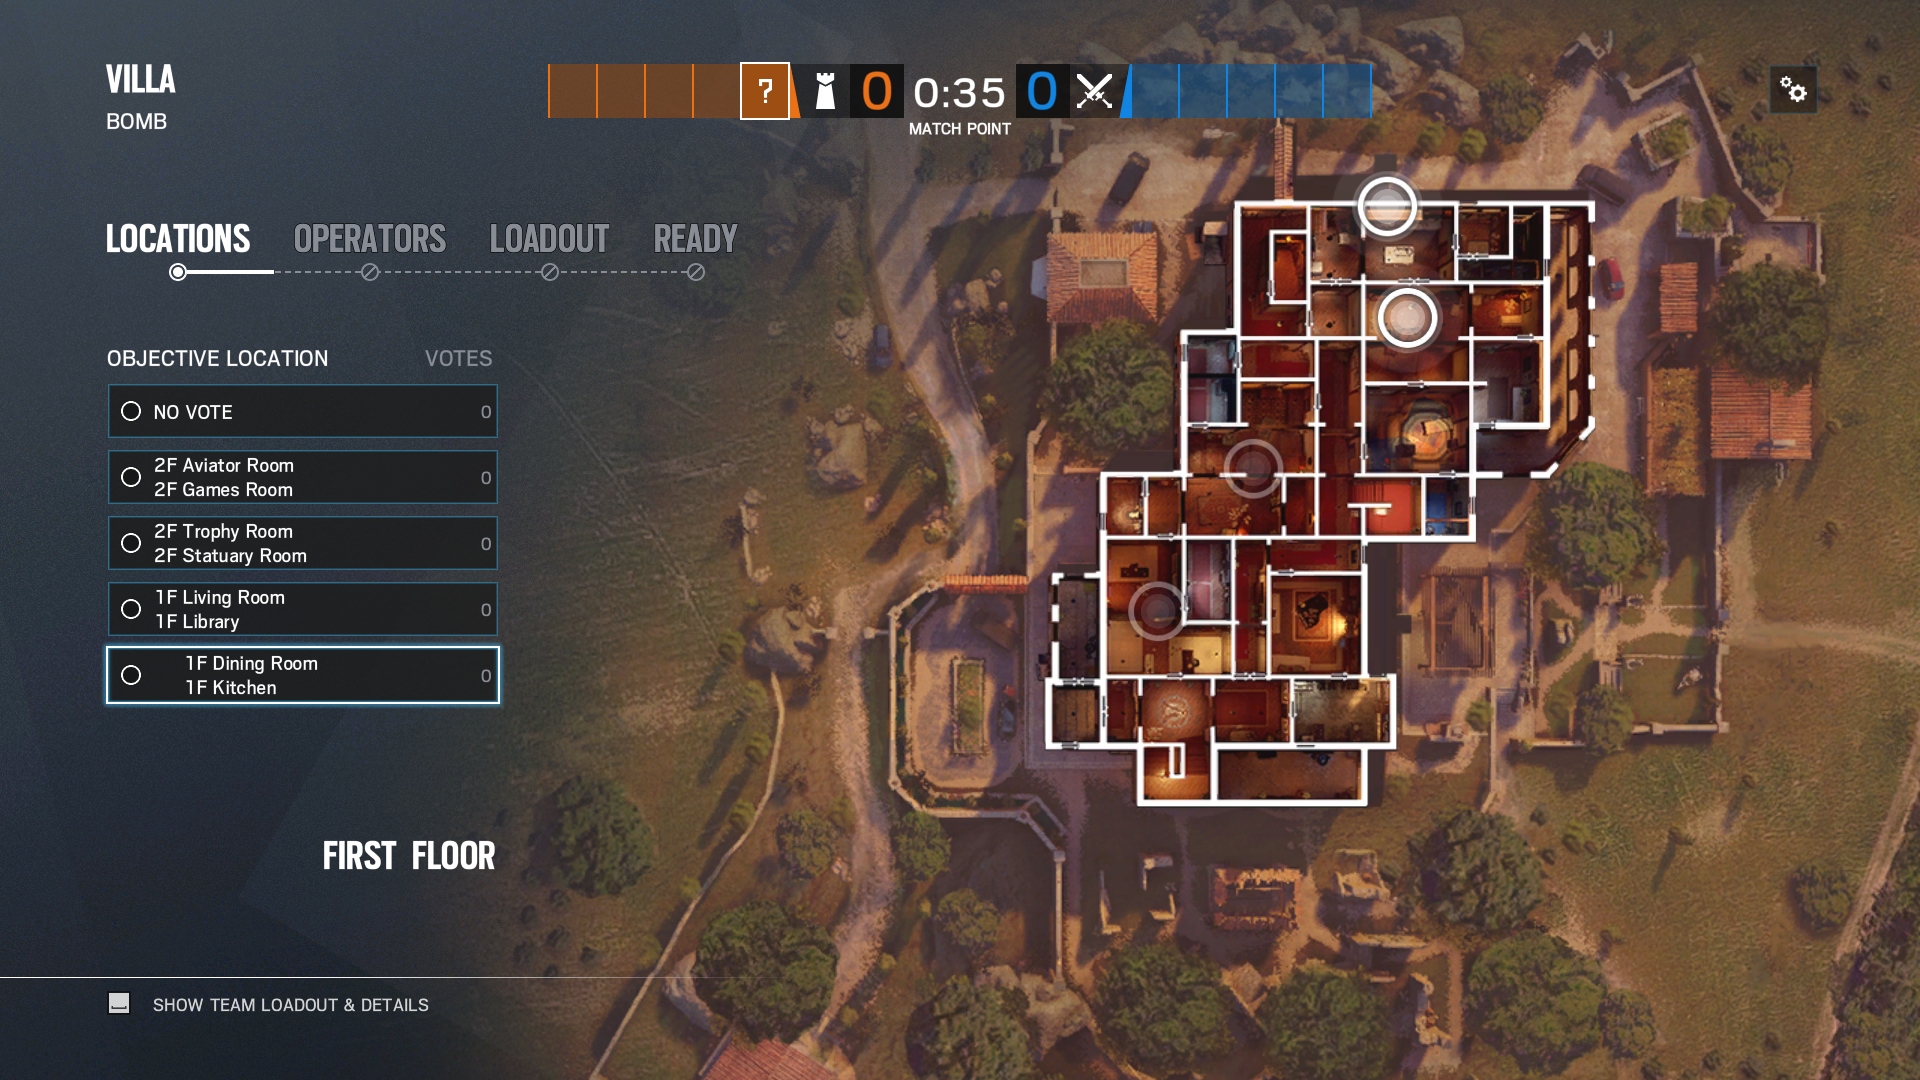 VILLA
BOMB
?
0
0:35
0
MATCH POINT
LOCATIONS
OPERATORS
LOADOUT
READY
OBJECTIVE LOCATION
VOTES
NO VOTE
0
2F Aviator Room
2F Games Room
0
2F Trophy Room
2F Statuary Room
0
1F Living Room
1F Library
0
1F Dining Room
1F Kitchen
0
FIRST FLOOR
SHOW TEAM LOADOUT & DETAILS